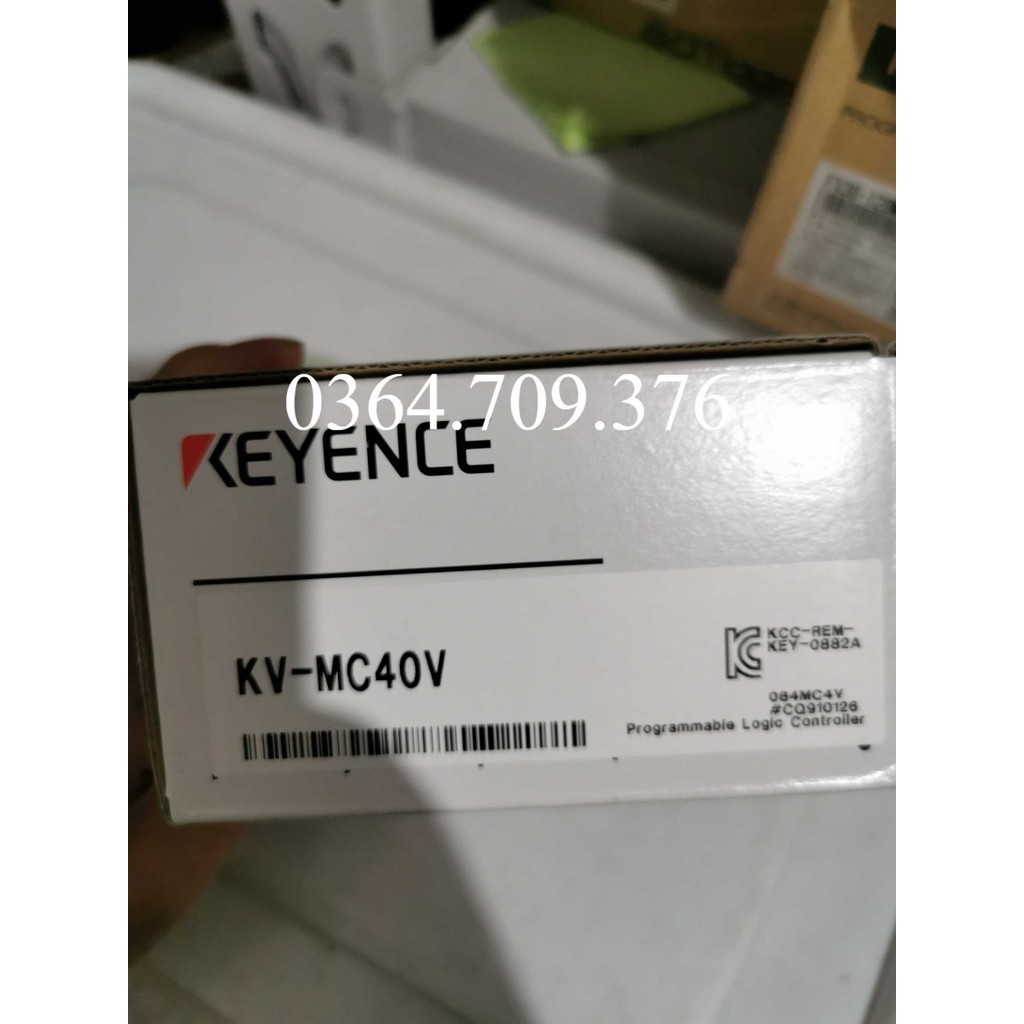 0364.709.376
KEYENCE
KV-MC40V
KCC-REM-
KEY-0882A
084MC4V
#CQ910126
Programmable Logic Controller